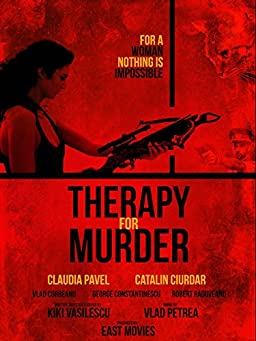 FOR A
WOMAN
NOTHING IS
IMPOSSIBLE
THERAPY
FOR
MURDER
CLAUDIA PAVEL CATALIN CIURDAR
VLAD CORBEANU GEORGE CONSTANTINESCU ROBERT
KIKI VASILESCU VLAD PETREA
EAST MOVIES